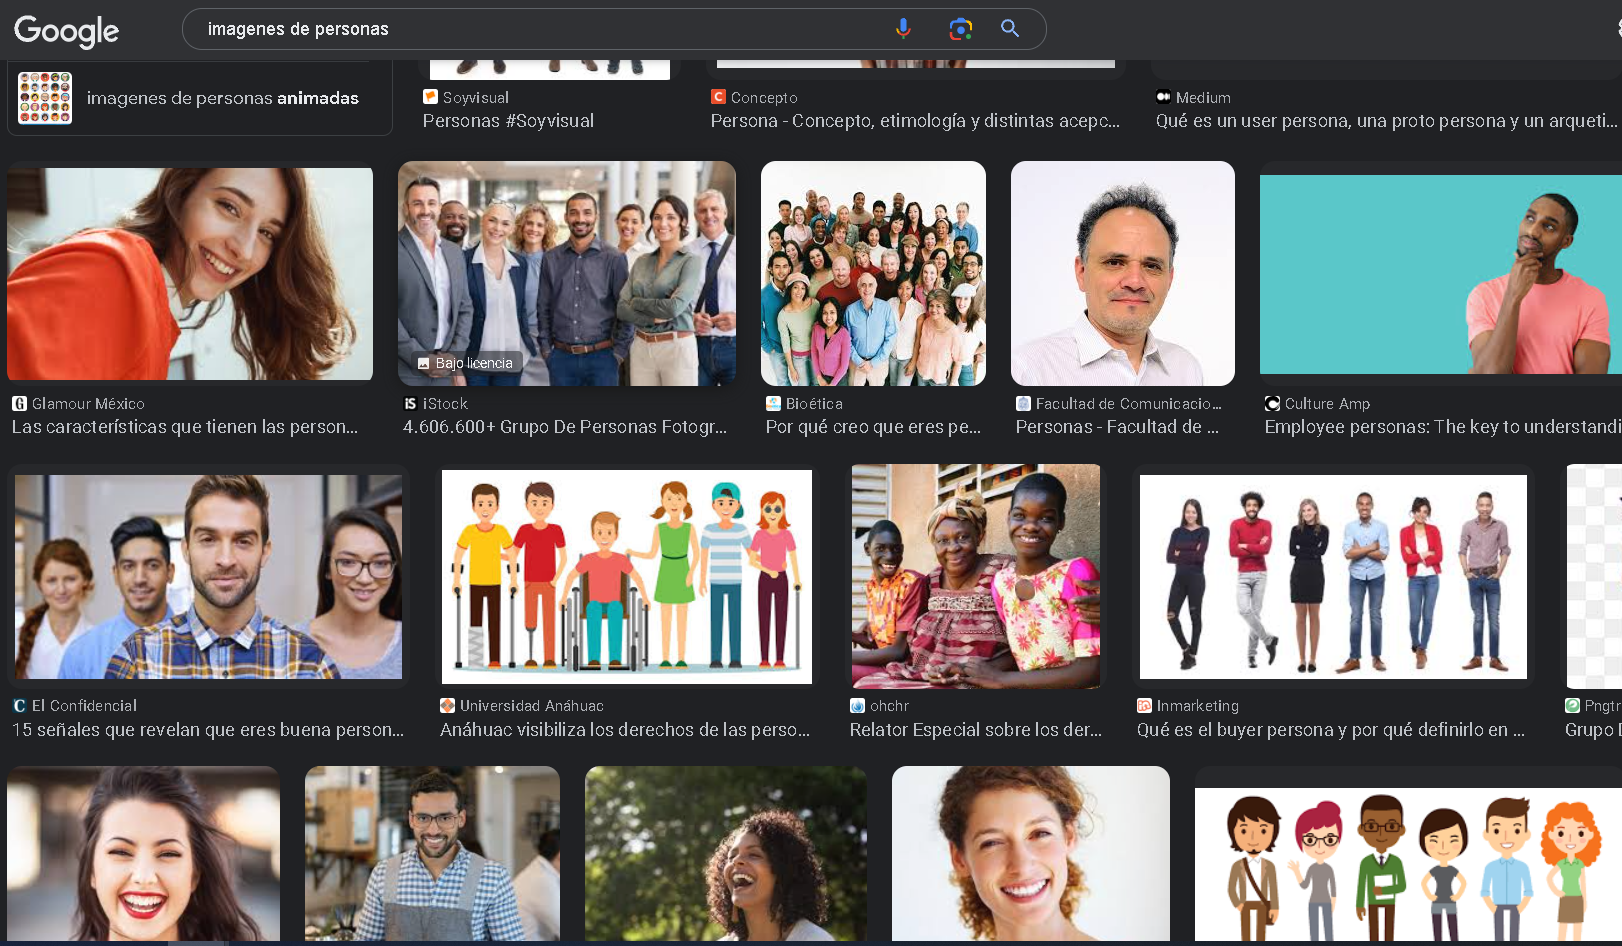 Google
imagenes de personas
imagenes de personas animadas
Soyvisual
Personas #Soyvisual
Concepto
Persona - Concepto, etimología y distintas acepc...
Medium
Qué es un user persona, una proto persona y un arqueti...
Bajo licencia
Glamour México
Las características que tienen las person...
iStock
4.606.600+ Grupo De Personas Fotogr...
Bioética
Por qué creo que eres pe...
Facultad de Comunicacio...
Personas - Facultad de ...
Culture Amp
Employee personas: The key to understandi
El Confidencial
15 señales que revelan que eres buena person...
Universidad Anáhuac
Anáhuac visibiliza los derechos de las perso...
ohchr
Relator Especial sobre los der...
Inmarketing
Qué es el buyer persona y por qué definirlo en ...
Pngtr
Grupo D